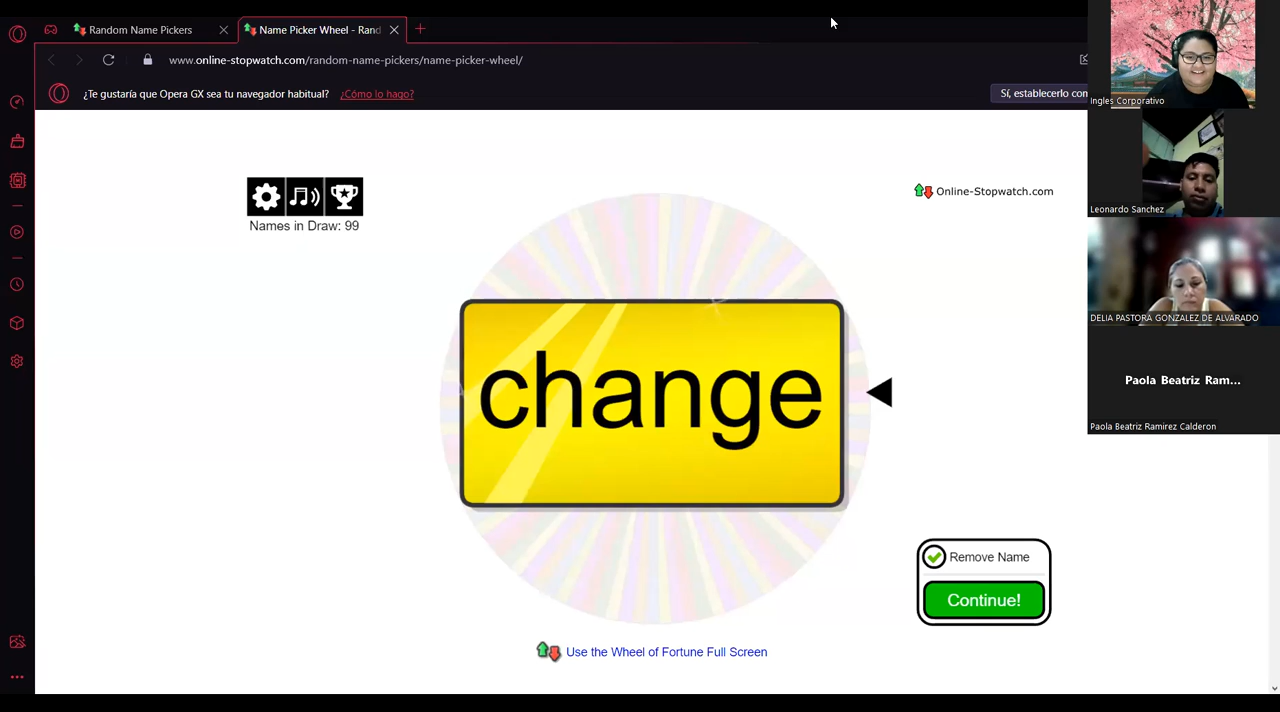 Random Name Pickers
Name Picker Wheel - Rand
www.online-stopwatch.com/random-name-pickers/name-picker-wheel/
¿Te gustaría que Opera GX sea tu navegador habitual? ¿Cómo lo hago?
Sí, establecerlo com
Ingles Corporativo
Leonardo Sanchez
DELIA PASTORA GONZALEZ DE ALVARADO
Paola Beatriz Ram...
Paola Beatriz Ramirez Calderon
Names in Draw: 99
Online-Stopwatch.com
change
Remove Name
Continue!
Use the Wheel of Fortune Full Screen